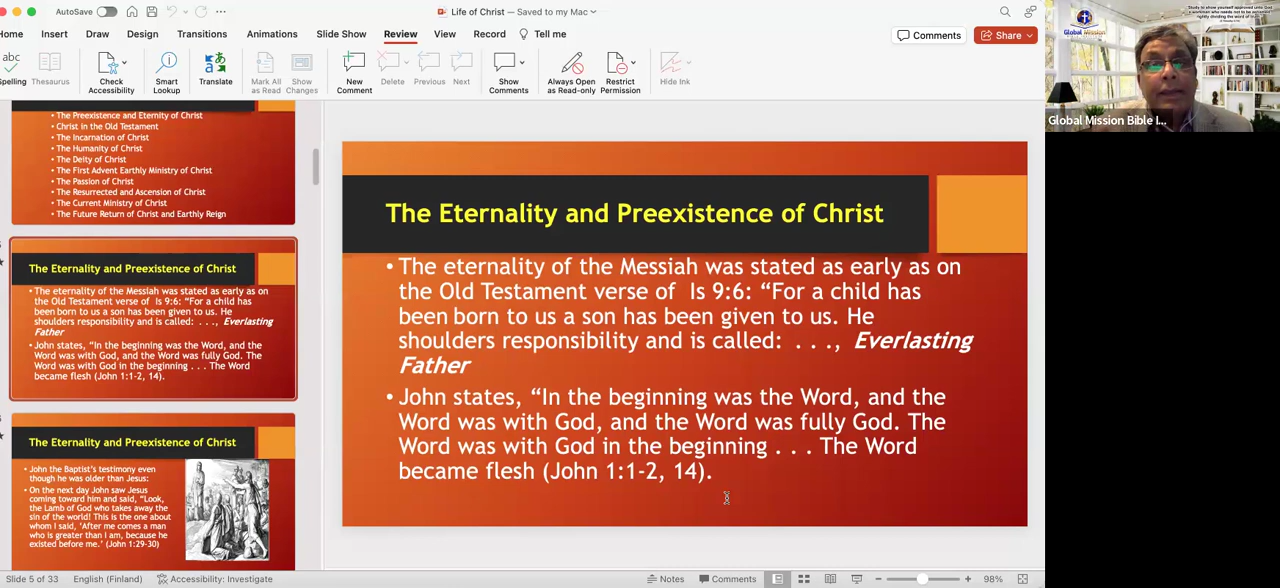 AutoSave
Life of Christ — Saved to my Mac
Home Insert Draw Design Transitions Animations Slide Show Review View Record Tell me
Comments Share
Spelling
Thesaurus
Check Accessibility
Smart Lookup
Translate
Mark All as Read
Show Changes
New Comment
Delete
Previous
Next
Show Comments
Always Open as Read-only
Restrict Permission
Hide Ink
• The Preexistence and Eternity of Christ
• Christ in the Old Testament
• The Incarnation of Christ
• The Humanity of Christ
• The Deity of Christ
• The First Advent Earthly Ministry of Christ
• The Passion of Christ
• The Resurrected and Ascension of Christ
• The Current Ministry of Christ
• The Future Return of Christ and Earthly Reign
The Eternality and Preexistence of Christ
• The eternality of the Messiah was stated as early as on
the Old Testament verse of Is 9:6: “For a child has
been born to us a son has been given to us. He
shoulders responsibility and is called: . . ., Everlasting
Father
• John states, “In the beginning was the Word, and the
Word was with God, and the Word was fully God. The
Word was with God in the beginning . . . The Word
became flesh (John 1:1-2, 14).
The Eternality and Preexistence of Christ
• John the Baptist’s testimony even
though he was older than Jesus:
• On the next day John saw Jesus
coming toward him and said, “Look,
the Lamb of God who takes away the
sin of the world! This is the one about
whom I said, ‘After me comes a man
who is greater than I am, because he
existed before me.’ (John 1:29-30)
The Eternality and Preexistence of Christ
• The eternality of the Messiah was stated as early as on
the Old Testament verse of Is 9:6: “For a child has
been born to us a son has been given to us. He
shoulders responsibility and is called: . . ., Everlasting
Father
• John states, “In the beginning was the Word, and the
Word was with God, and the Word was fully God. The
Word was with God in the beginning . . . The Word
became flesh (John 1:1-2, 14).
Global Mission
Global Mission Bible I...
Slide 5 of 33 English (Finland) Accessibility: Investigate
Notes Comments 98%